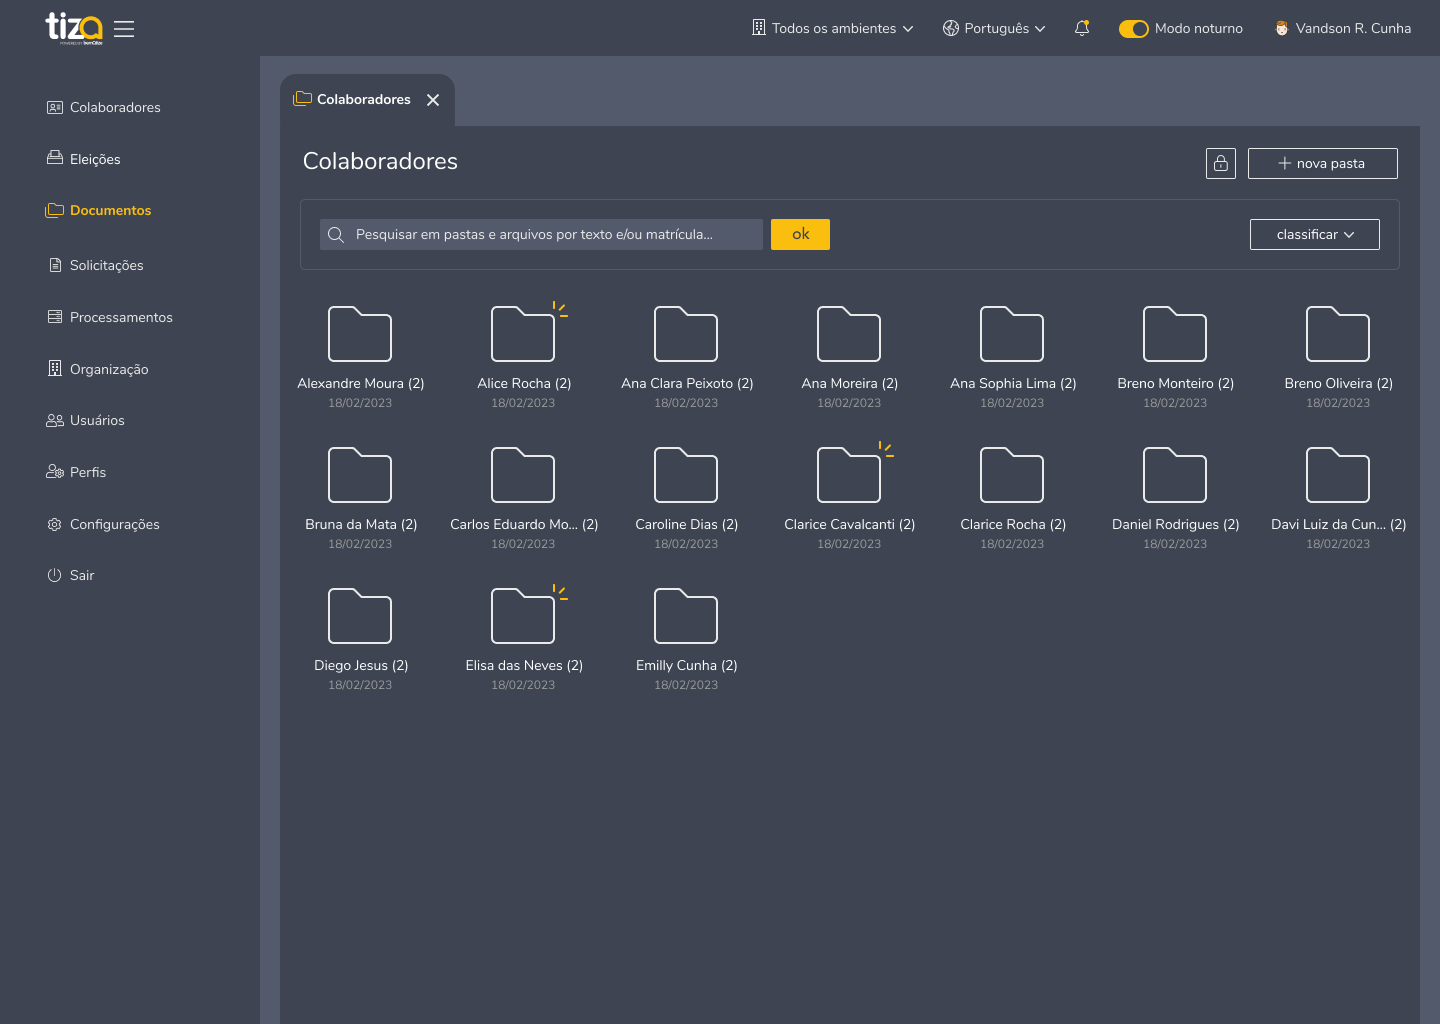 tiza
Todos os ambientes
Português
Modo noturno
Vandson R. Cunha
Colaboradores
Eleições
Documentos
Solicitações
Processamentos
Organização
Usuários
Perfis
Configurações
Sair
Colaboradores
Colaboradores
nova pasta
Pesquisar em pastas e arquivos por texto e/ou matrícula...
ok
classificar
Alexandre Moura (2)
18/02/2023
Alice Rocha (2)
18/02/2023
Ana Clara Peixoto (2)
18/02/2023
Ana Moreira (2)
18/02/2023
Ana Sophia Lima (2)
18/02/2023
Breno Monteiro (2)
18/02/2023
Breno Oliveira (2)
18/02/2023
Bruna da Mata (2)
18/02/2023
Carlos Eduardo Mo... (2)
18/02/2023
Caroline Dias (2)
18/02/2023
Clarice Cavalcanti (2)
18/02/2023
Clarice Rocha (2)
18/02/2023
Daniel Rodrigues (2)
18/02/2023
Davi Luiz da Cun... (2)
18/02/2023
Diego Jesus (2)
18/02/2023
Elisa das Neves (2)
18/02/2023
Emilly Cunha (2)
18/02/2023